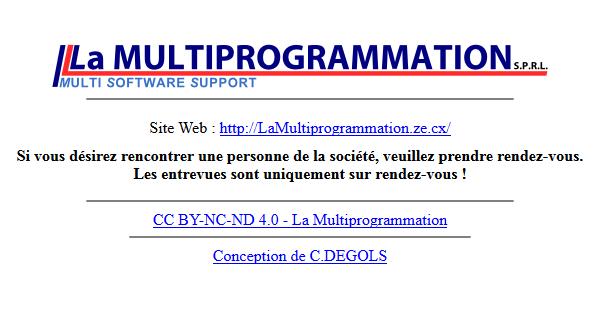 La MULTIPROGRAMMATION S.P.R.L.
MULTI SOFTWARE SUPPORT
Site Web : http://LaMultiprogrammation.ze.cx/
Si vous désirez rencontrer une personne de la société, veuillez prendre rendez-vous.
Les entrevues sont uniquement sur rendez-vous !
CC BY-NC-ND 4.0 - La Multiprogrammation
Conception de C.DEGOLS